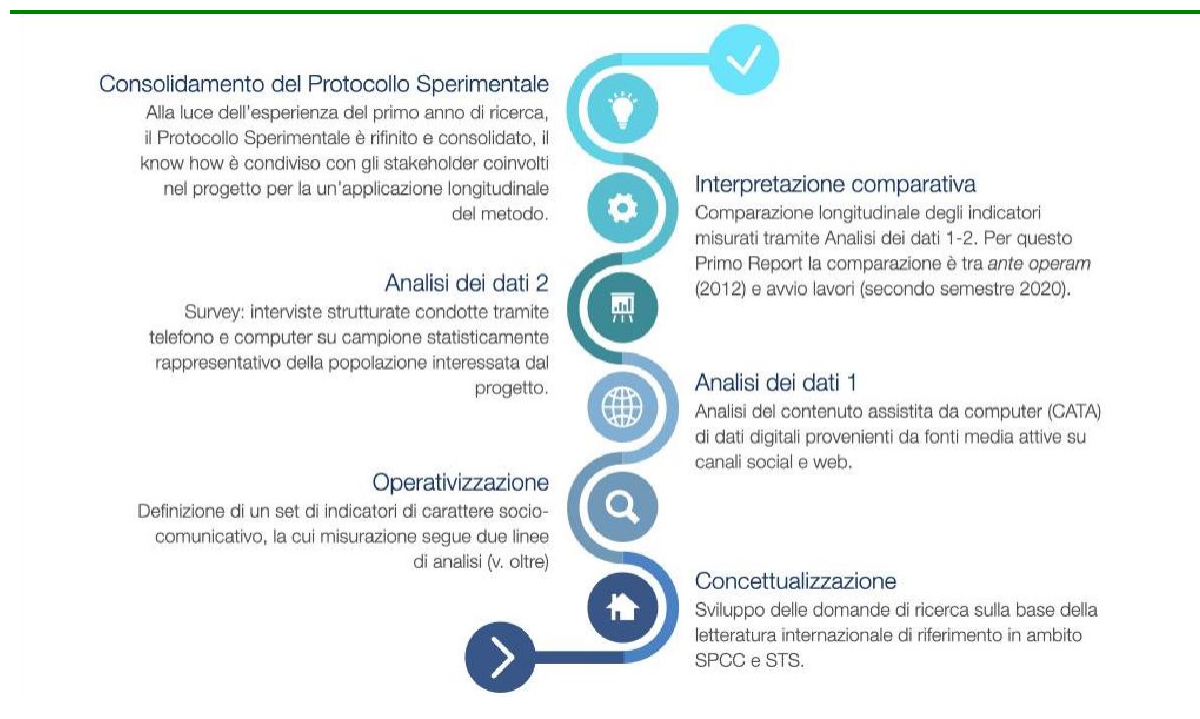 Consolidamento del Protocollo Sperimentale
Alla luce dell'esperienza del primo anno di ricerca,
il Protocollo Sperimentale è rifinito e consolidato, il
know how è condiviso con gli stakeholder coinvolti
nel progetto per la un'applicazione longitudinale
del metodo.
Interpretazione comparativa
Comparazione longitudinale degli indicatori
misurati tramite Analisi dei dati 1-2. Per questo
Primo Report la comparazione è tra ante operam
(2012) e avvio lavori (secondo semestre 2020).
Analisi dei dati 2
Survey: interviste strutturate condotte tramite
telefono e computer su campione statisticamente
rappresentativo della popolazione interessata dal
progetto.
Analisi dei dati 1
Analisi del contenuto assistita da computer (CATA)
di dati digitali provenienti da fonti media attive su
canali social e web.
Operativizzazione
Definizione di un set di indicatori di carattere socio-
comunicativo, la cui misurazione segue due linee
di analisi (v. oltre)
Concettualizzazione
Sviluppo delle domande di ricerca sulla base della
letteratura internazionale di riferimento in ambito
SPCC e STS.